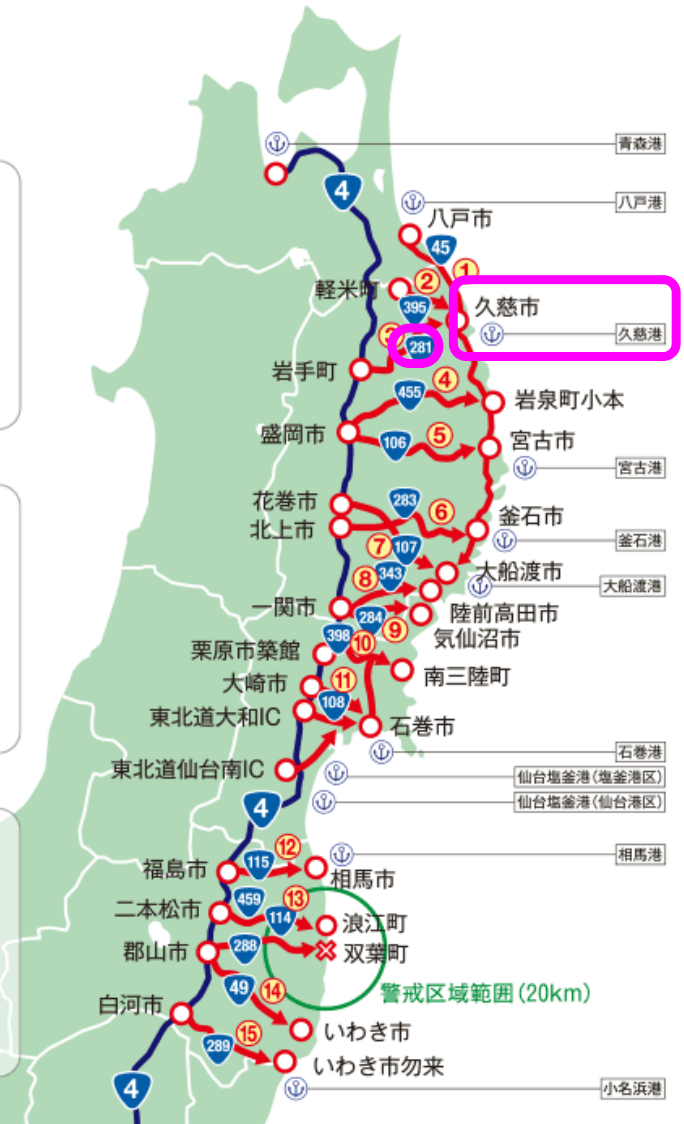 青森港
4
八戸港
八戸市
45
1
2
軽米町
395
久慈市
3
281
久慈港
岩手町
4
455
岩泉町小本
盛岡市
5
106
宮古市
宮古港
花巻市
283
6
釜石市
北上市
釜石港
7
107
大船渡市
8
343
大船渡港
一関市
陸前高田市
284
9
398
10
気仙沼市
栗原市築館
南三陸町
大崎市
11
108
東北道大和IC
石巻市
石巻港
東北道仙台南IC
仙台塩釜港(塩釜港区)
仙台塩釜港(仙台港区)
4
12
相馬港
115
福島市
相馬市
459
13
二本松市
114
浪江町
288
郡山市
双葉町
49
14
警戒区域範囲(20km)
白河市
15
いわき市
289
いわき市勿来
4
小名浜港